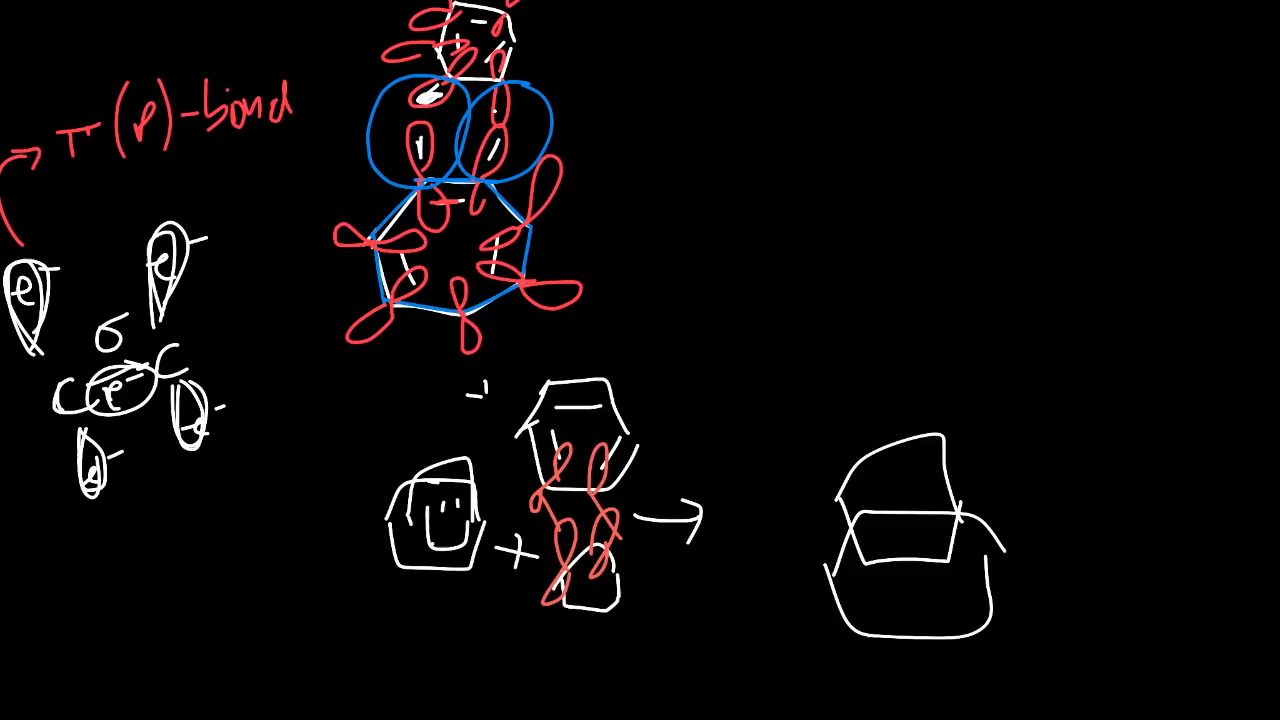 π(p)-bond
e-
e-
σ
C e- C
e-
e-
+